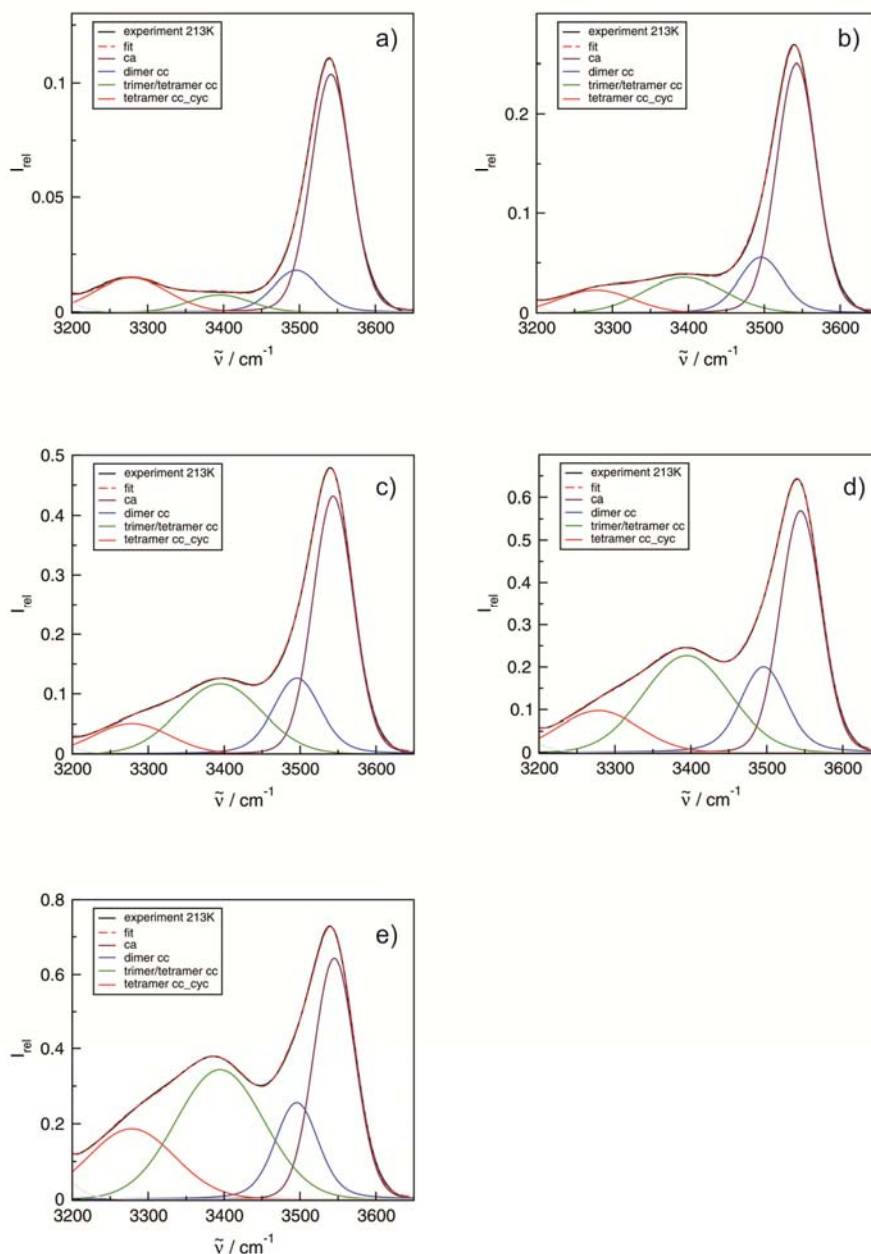 a)
experiment 213K
fit
ca
dimer cc
trimer/tetramer cc
tetramer cc_cyc
0.1
0.05
0
I_rel
3200 3300 3400 3500 3600
ν̃ / cm⁻¹
b)
experiment 213K
fit
ca
dimer cc
trimer/tetramer cc
tetramer cc_cyc
0.2
0.1
0
I_rel
3200 3300 3400 3500 3600
ν̃ / cm⁻¹
c)
experiment 213K
fit
ca
dimer cc
trimer/tetramer cc
tetramer cc_cyc
0.5
0.4
0.3
0.2
0.1
0
I_rel
3200 3300 3400 3500 3600
ν̃ / cm⁻¹
d)
experiment 213K
fit
ca
dimer cc
trimer/tetramer cc
tetramer cc_cyc
0.6
0.5
0.4
0.3
0.2
0.1
0
I_rel
3200 3300 3400 3500 3600
ν̃ / cm⁻¹
e)
experiment 213K
fit
ca
dimer cc
trimer/tetramer cc
tetramer cc_cyc
0.8
0.6
0.4
0.2
0
I_rel
3200 3300 3400 3500 3600
ν̃ / cm⁻¹